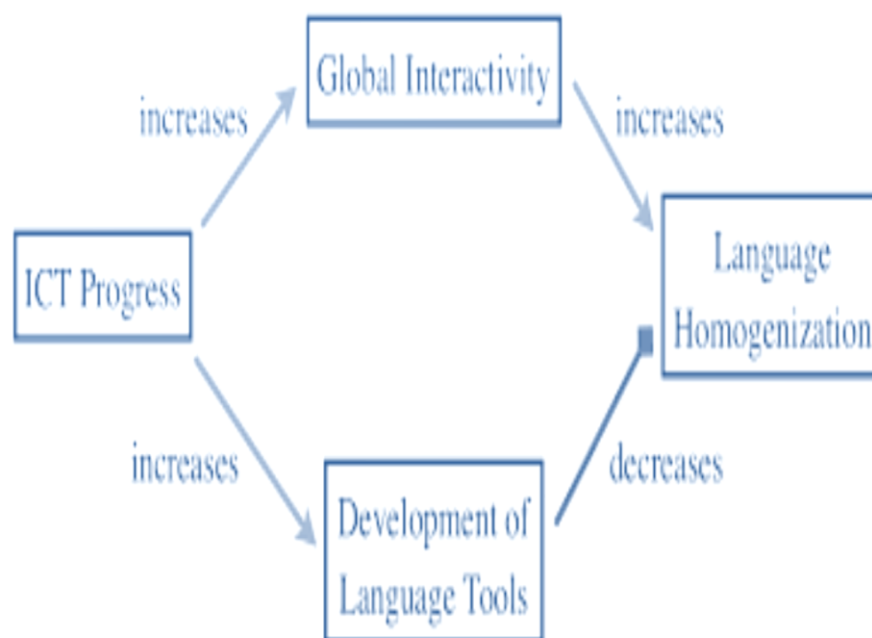 Global Interactivity
increases
increases
ICT Progress
Language
Homogenization
increases
decreases
Development of
Language Tools